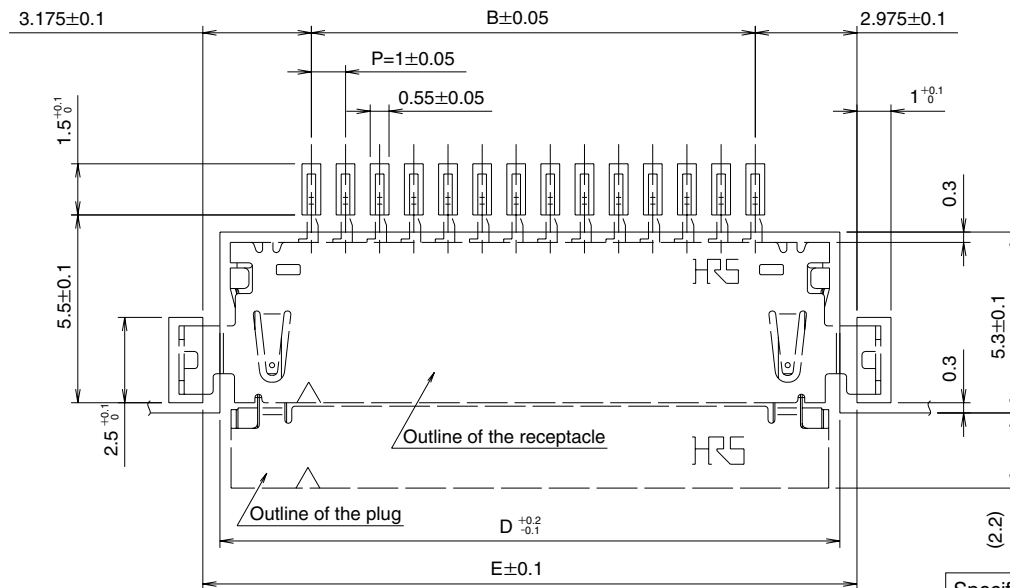 3.175±0.1
B±0.05
2.975±0.1
P=1±0.05
0.55±0.05
1 +0.1 0
1.5 +0.1 0
0.3
HRS
5.5±0.1
5.3±0.1
0.3
2.5 +0.1 0
Outline of the receptacle
HRS
Outline of the plug
D +0.2 -0.1
(2.2)
E±0.1